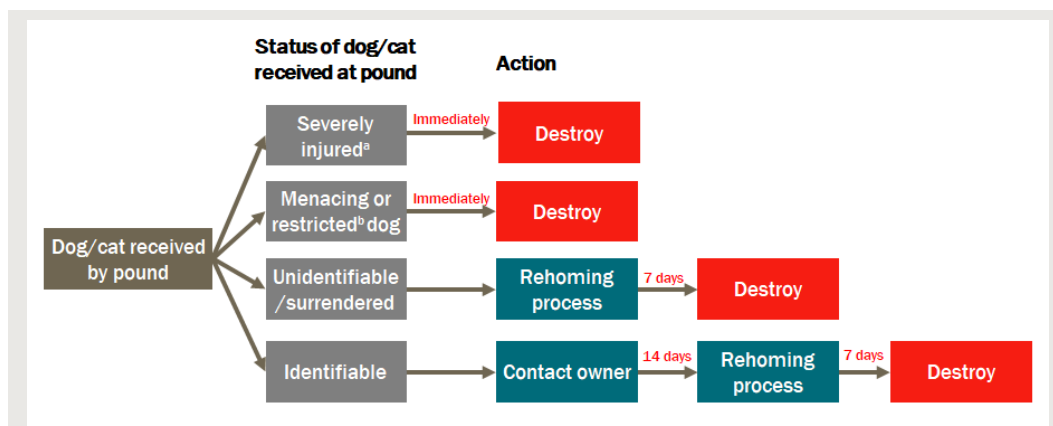 Status of dog/cat
received at pound
Action
Severely
injuredᵃ
Immediately
Destroy
Menacing or
restrictedᵇ dog
Immediately
Destroy
Dog/cat received
by pound
Unidentifiable
/surrendered
Rehoming
process
7 days
Destroy
Identifiable
Contact owner
14 days
Rehoming
process
7 days
Destroy